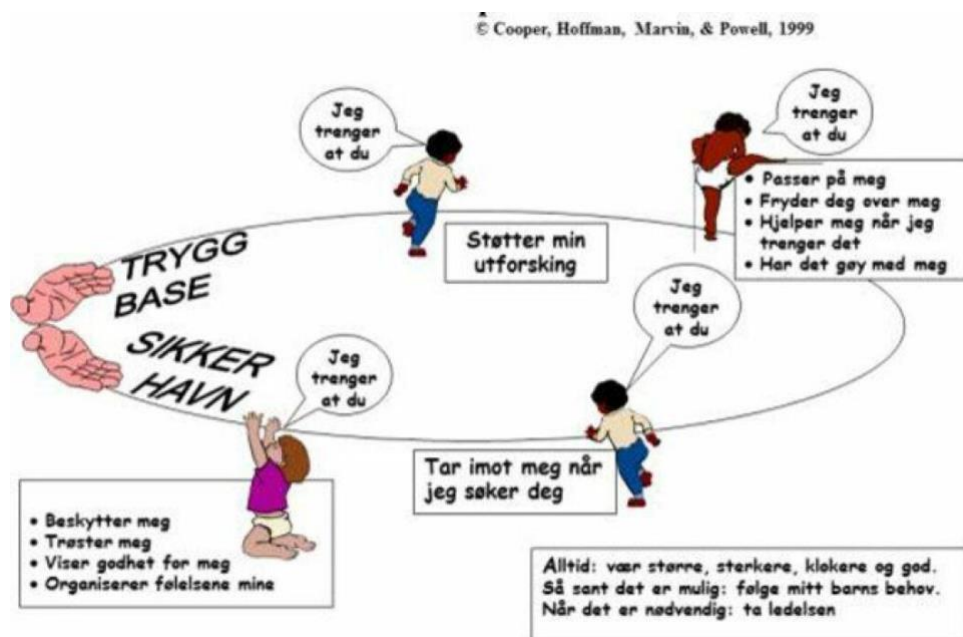 © Cooper, Hoffman, Marvin, & Powell, 1999
Jeg
trenger
at du
Støtter min
utforsking
Jeg
trenger
at du
• Passer på meg
• Fryder deg over meg
• Hjelper meg når jeg
trenger det
• Har det gøy med meg
TRYGG
BASE
SIKKER
HAVN
Jeg
trenger
at du
Tar imot meg når
jeg søker deg
Jeg
trenger
at du
• Beskytter meg
• Trøster meg
• Viser godhet for meg
• Organiserer følelsene mine
Alltid: vær større, sterkere, klokere og god.
Så sant det er mulig: følge mitt barns behov.
Når det er nødvendig: ta ledelsen